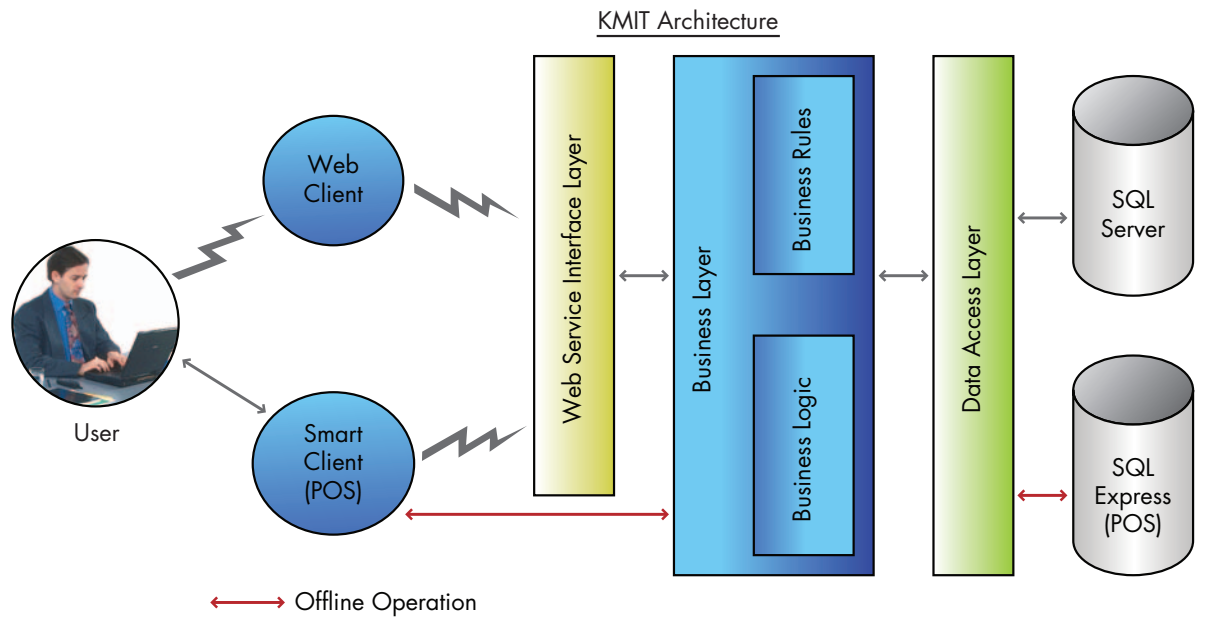 KMIT Architecture
Web
Client
User
Smart
Client
(POS)
Web Service Interface Layer
Business Layer
Business Rules
Business Logic
Data Access Layer
SQL
Server
SQL
Express
(POS)
Offline Operation